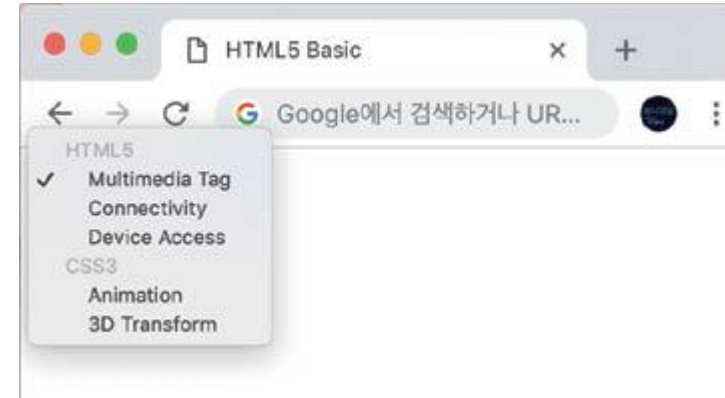 HTML5 Basic
Google에서 검색하거나 UR...
HTML5
Multimedia Tag
Connectivity
Device Access
CSS3
Animation
3D Transform